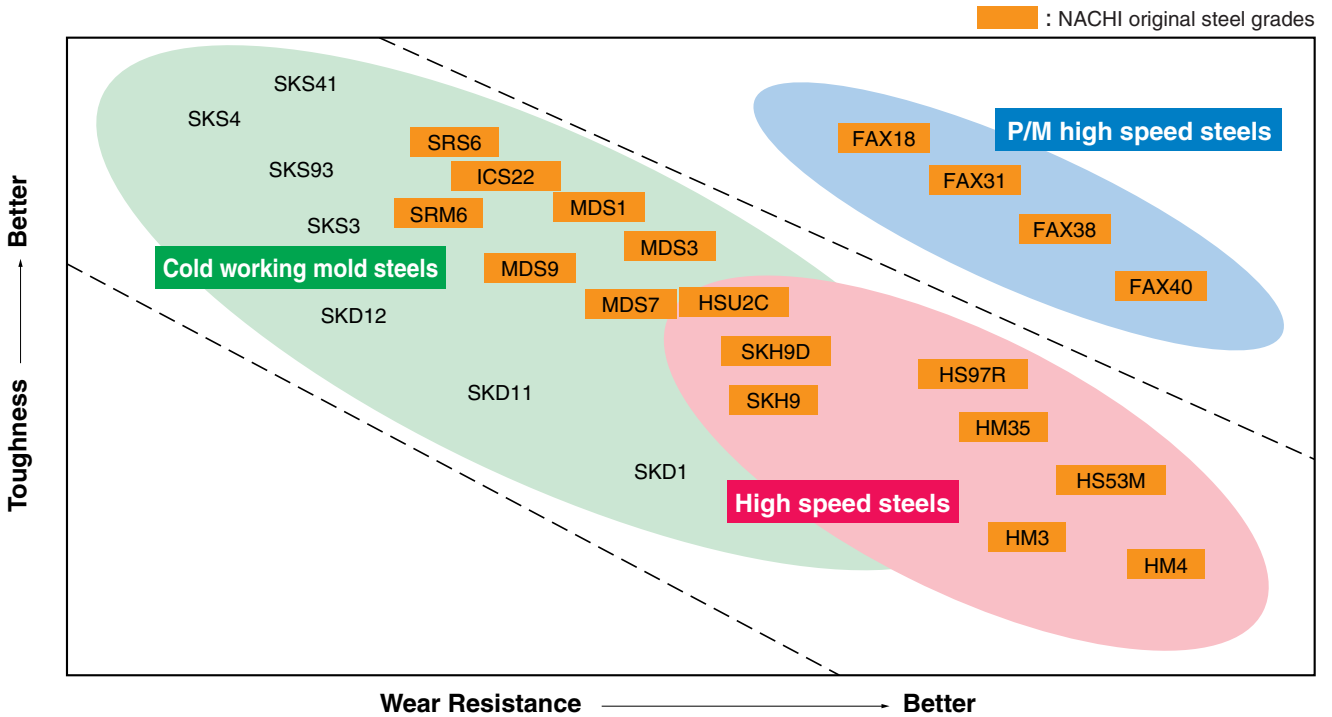 : NACHI original steel grades
SKS41
SKS4
SRS6
FAX18
P/M high speed steels
SKS93
ICS22
FAX31
SRM6
MDS1
SKS3
FAX38
MDS3
Cold working mold steels
MDS9
FAX40
MDS7
HSU2C
SKD12
SKH9D
HS97R
SKD11
SKH9
HM35
SKD1
HS53M
High speed steels
HM3
HM4
Toughness
Better
Wear Resistance
Better